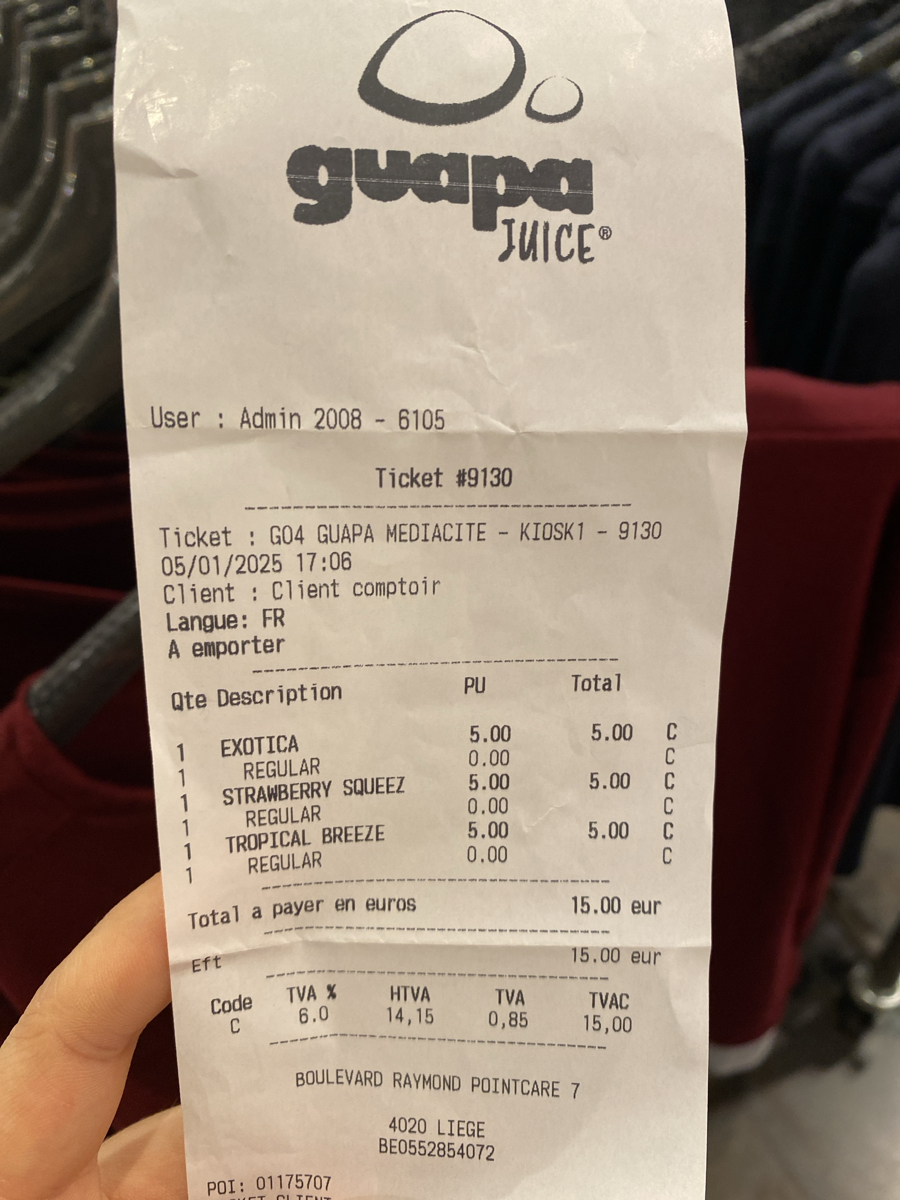 guapa
JUICE®
User : Admin 2008 - 6105
Ticket #9130
Ticket : G04 GUAPA MEDIACITE - KIOSK1 - 9130
05/01/2025 17:06
Client : Client comptoir
Langue: FR
A emporter
Qte Description PU Total
1 EXOTICA 5.00 5.00 C
1 REGULAR 0.00 C
1 STRAWBERRY SQUEEZ 5.00 5.00 C
1 REGULAR 0.00 C
1 TROPICAL BREEZE 5.00 5.00 C
1 REGULAR 0.00 C
Total a payer en euros 15.00 eur
Eft 15.00 eur
Code TVA % HTVA TVA TVAC
C 6.0 14,15 0,85 15,00
BOULEVARD RAYMOND POINTCARE 7
4020 LIEGE
BE0552854072
POI: 01175707